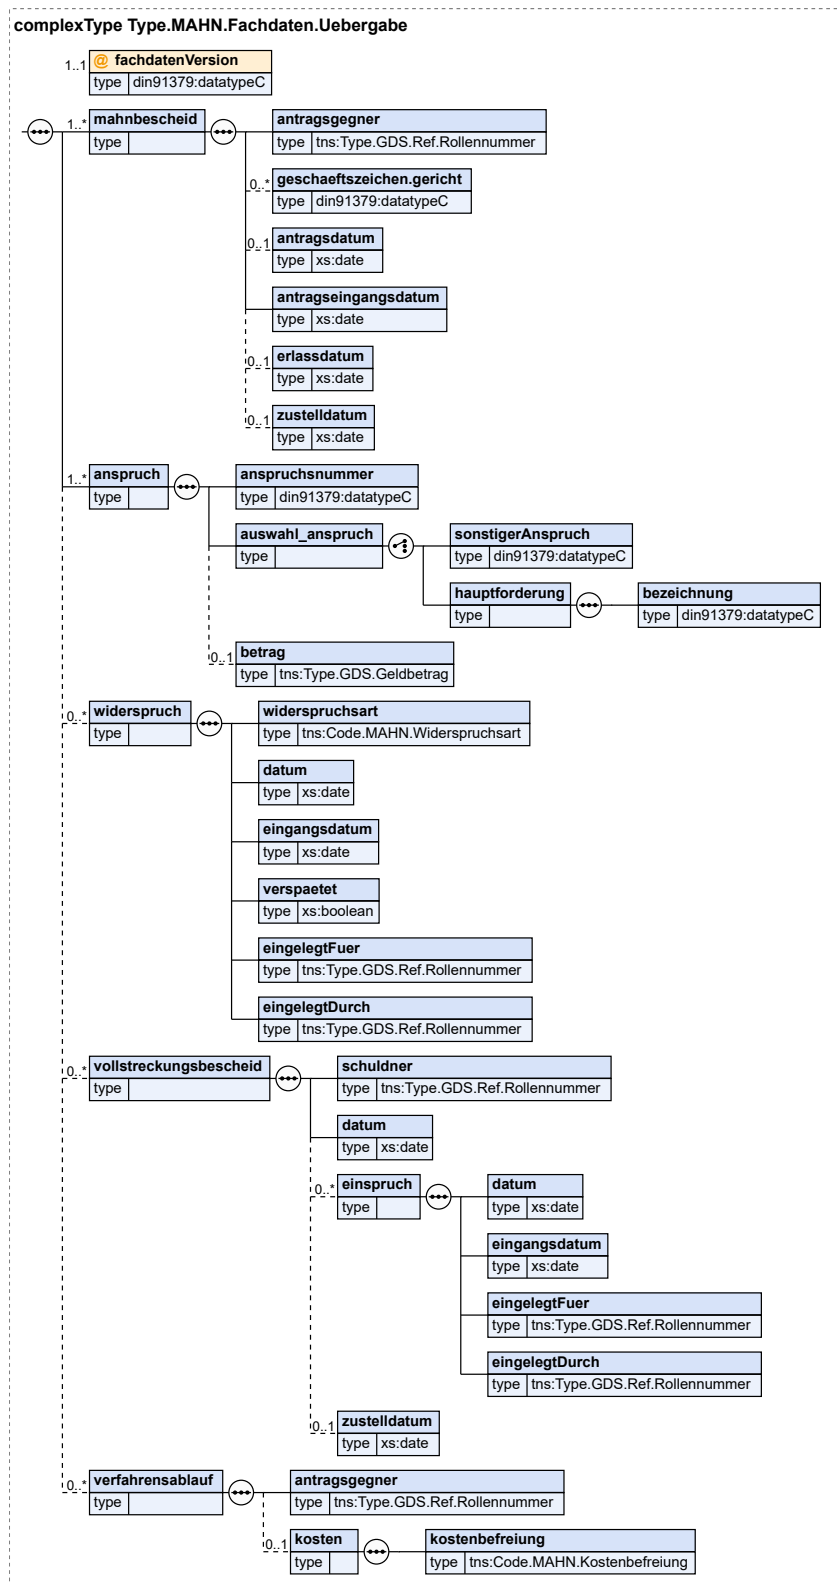 complexType Type.MAHN.Fachdaten.Uebergabe
1..1
@ fachdatenVersion
type din91379:datatypeC
1..*
mahnbescheid
type
antragsgegner
type tns:Type.GDS.Ref.Rollennummer
0..*
geschaeftszeichen.gericht
type din91379:datatypeC
0..1
antragsdatum
type xs:date
antragseingangsdatum
type xs:date
0..1
erlassdatum
type xs:date
0..1
zustelldatum
type xs:date
1..*
anspruch
type
anspruchsnummer
type din91379:datatypeC
auswahl_anspruch
type
sonstigerAnspruch
type din91379:datatypeC
hauptforderung
type
bezeichnung
type din91379:datatypeC
0..1
betrag
type tns:Type.GDS.Geldbetrag
0..*
widerspruch
type
widerspruchsart
type tns:Code.MAHN.Widerspruchsart
datum
type xs:date
eingangsdatum
type xs:date
verspaetet
type xs:boolean
eingelegtFuer
type tns:Type.GDS.Ref.Rollennummer
eingelegtDurch
type tns:Type.GDS.Ref.Rollennummer
0..*
vollstreckungsbescheid
type
schuldner
type tns:Type.GDS.Ref.Rollennummer
datum
type xs:date
0..*
einspruch
type
datum
type xs:date
eingangsdatum
type xs:date
eingelegtFuer
type tns:Type.GDS.Ref.Rollennummer
eingelegtDurch
type tns:Type.GDS.Ref.Rollennummer
0..1
zustelldatum
type xs:date
0..*
verfahrensablauf
type
antragsgegner
type tns:Type.GDS.Ref.Rollennummer
0..1
kosten
type
kostenbefreiung
type tns:Code.MAHN.Kostenbefreiung